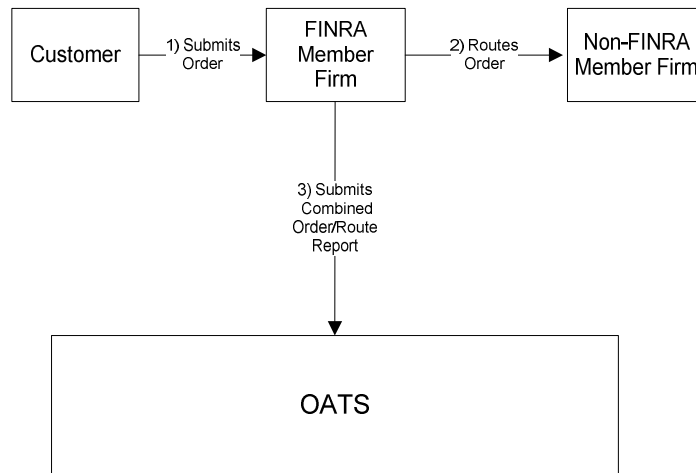 Customer
1) Submits
Order
FINRA
Member
Firm
2) Routes
Order
Non-FINRA
Member Firm
3) Submits
Combined
Order/Route
Report
OATS